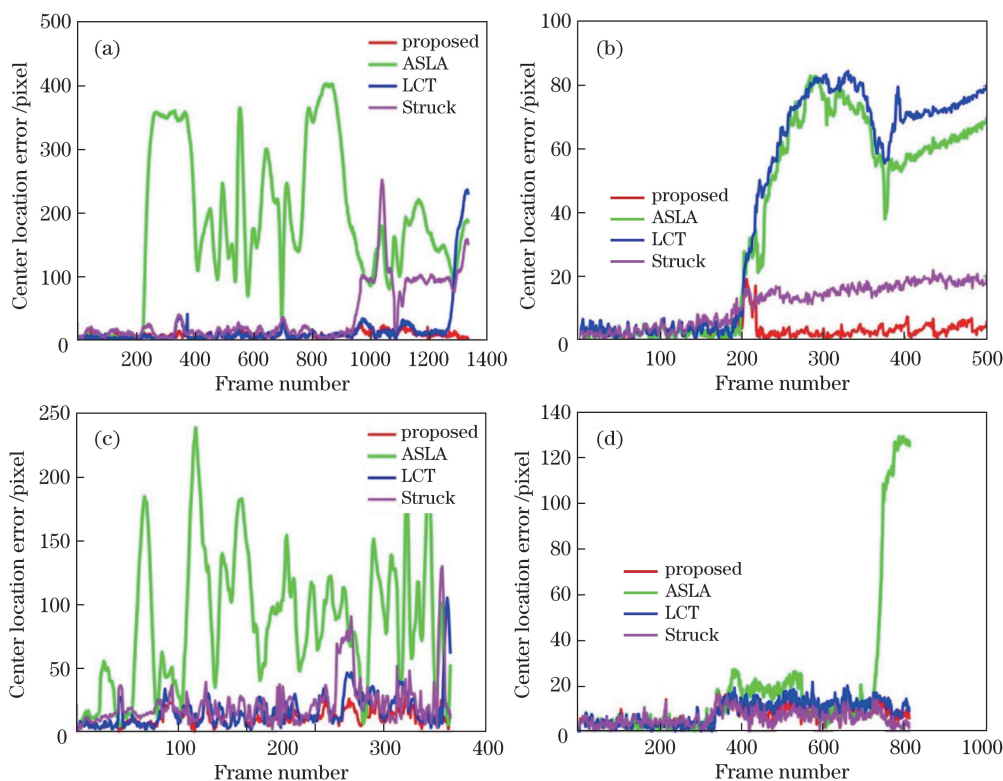 (a)
proposed
ASLA
LCT
Struck
Center location error /pixel
500
400
300
200
100
0
200 400 600 800 1000 1200 1400
Frame number
(b)
proposed
ASLA
LCT
Struck
Center location error /pixel
80
60
40
20
0
100 200 300 400 500
Frame number
(c)
proposed
ASLA
LCT
Struck
Center location error /pixel
250
200
150
100
50
0
100 200 300 400
Frame number
(d)
proposed
ASLA
LCT
Struck
Center location error /pixel
140
120
100
80
60
40
20
0
200 400 600 800 1000
Frame number